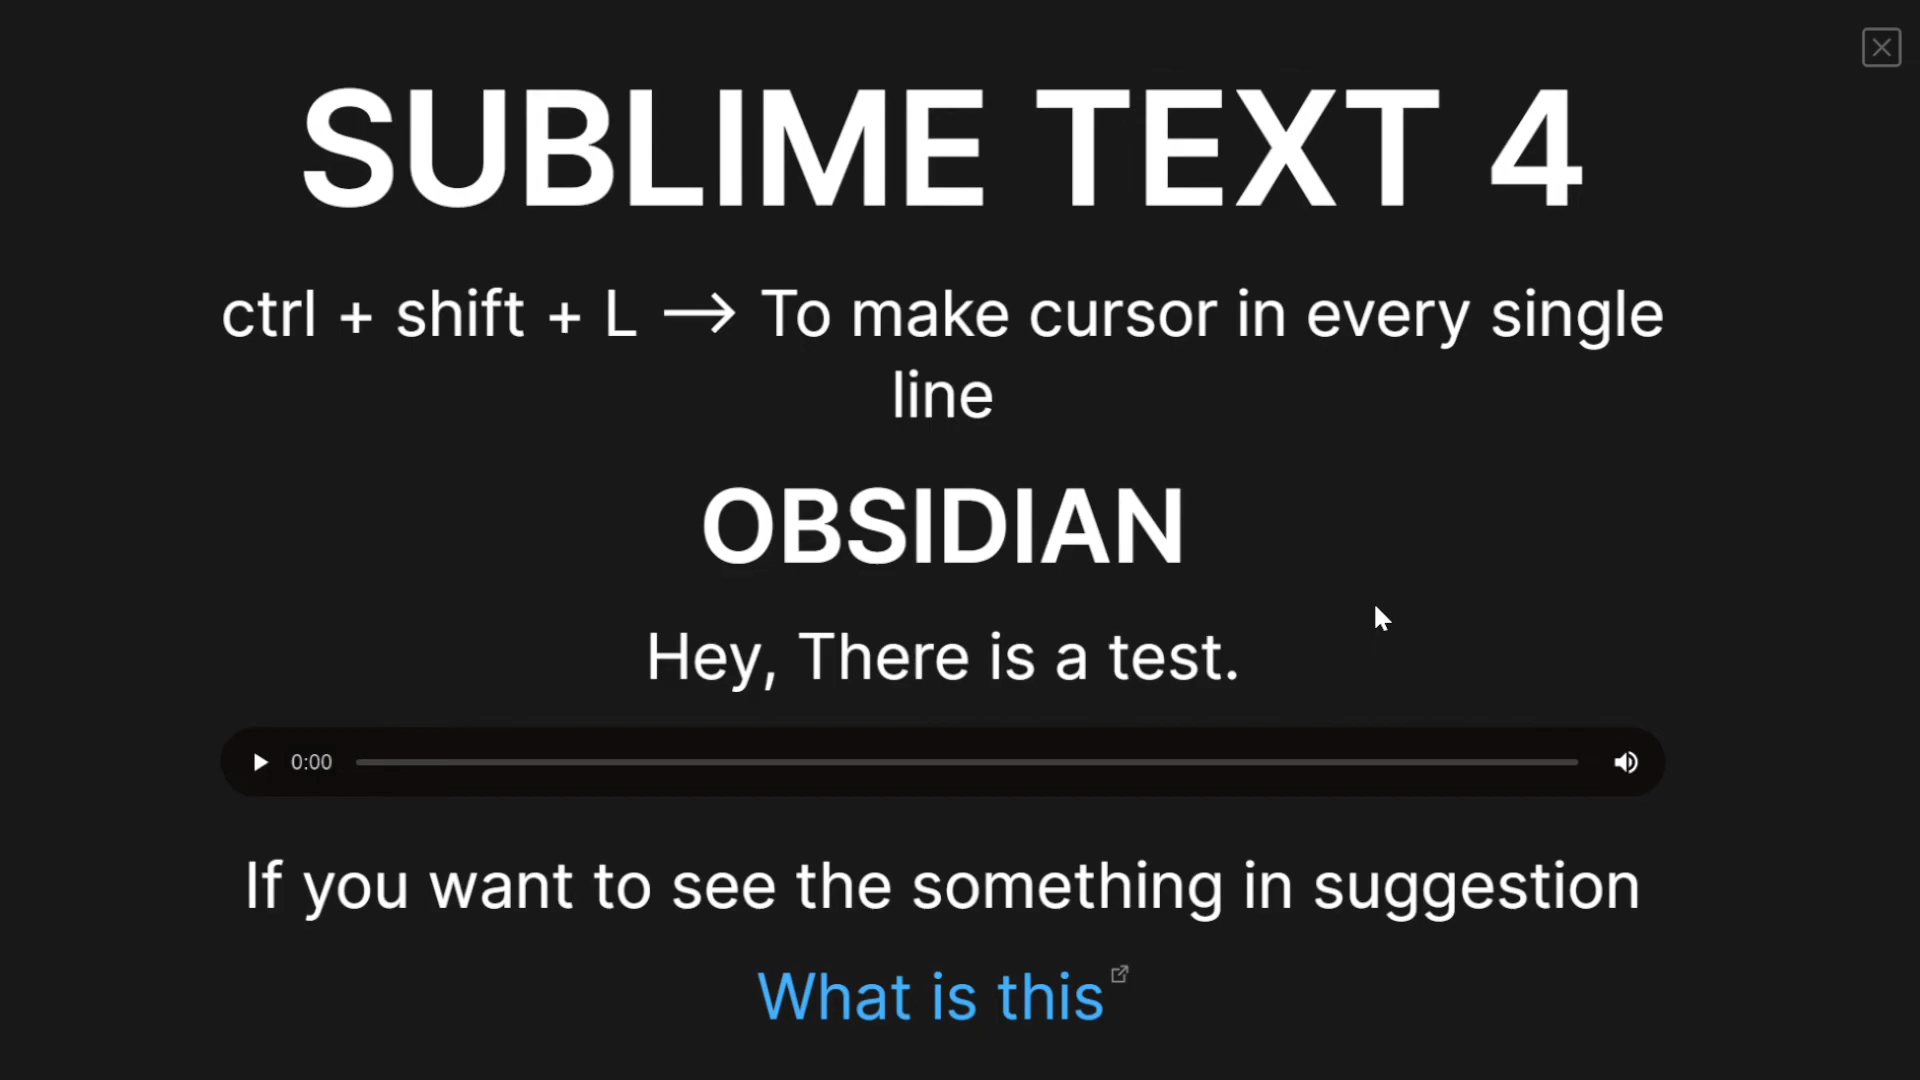 SUBLIME TEXT 4
ctrl + shift + L → To make cursor in every single
line
OBSIDIAN
Hey, There is a test.
0:00
If you want to see the something in suggestion
What is this